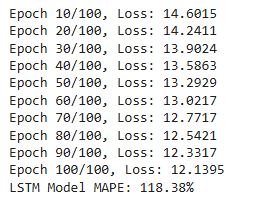 Epoch 10/100, Loss: 14.6015
Epoch 20/100, Loss: 14.2411
Epoch 30/100, Loss: 13.9024
Epoch 40/100, Loss: 13.5863
Epoch 50/100, Loss: 13.2929
Epoch 60/100, Loss: 13.0217
Epoch 70/100, Loss: 12.7717
Epoch 80/100, Loss: 12.5421
Epoch 90/100, Loss: 12.3317
Epoch 100/100, Loss: 12.1395
LSTM Model MAPE: 118.38%